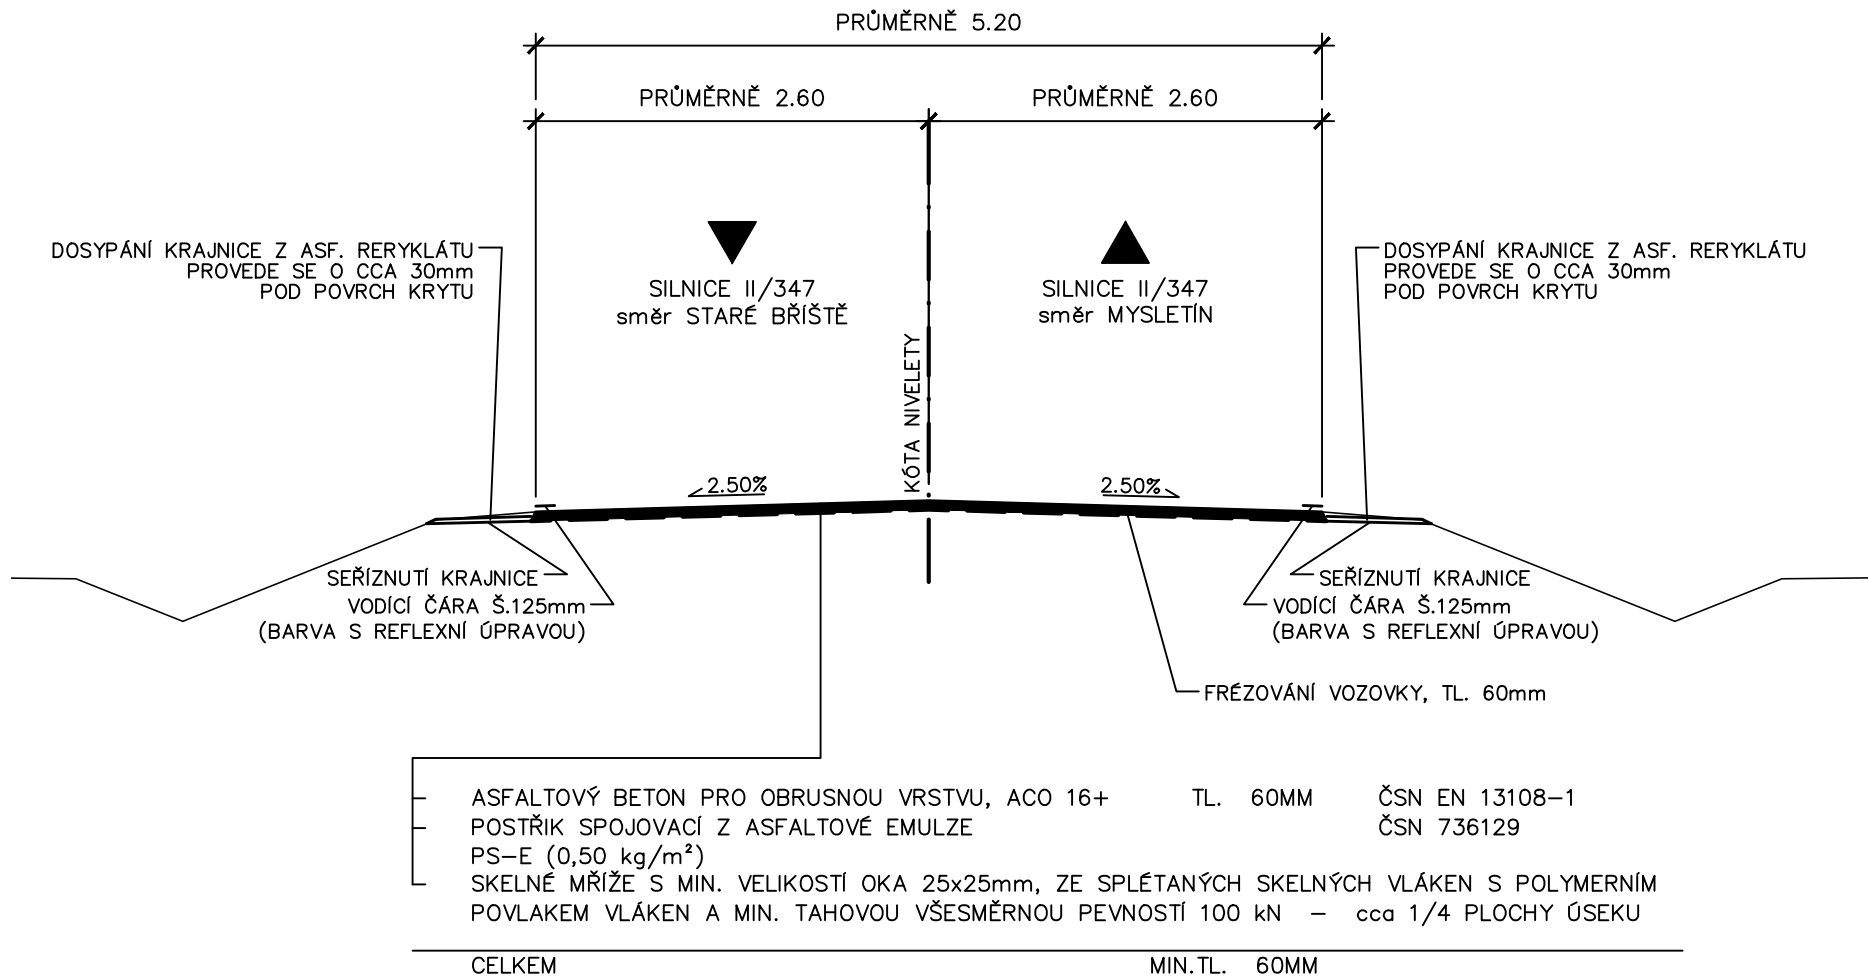 PRŮMĚRNĚ 5.20
PRŮMĚRNĚ 2.60
PRŮMĚRNĚ 2.60
DOSYPÁNÍ KRAJNICE Z ASF. RERYKLÁTU
PROVEDE SE O CCA 30mm
POD POVRCH KRYTU
SILNICE II/347
směr STARÉ BŘÍŠTĚ
KÓTA NIVELETY
SILNICE II/347
směr MYSLETÍN
DOSYPÁNÍ KRAJNICE Z ASF. RERYKLÁTU
PROVEDE SE O CCA 30mm
POD POVRCH KRYTU
2.50%
2.50%
SEŘÍZNUTÍ KRAJNICE
VODÍCÍ ČÁRA Š.125mm
(BARVA S REFLEXNÍ ÚPRAVOU)
SEŘÍZNUTÍ KRAJNICE
VODÍCÍ ČÁRA Š.125mm
(BARVA S REFLEXNÍ ÚPRAVOU)
FRÉZOVÁNÍ VOZOVKY, TL. 60mm
ASFALTOVÝ BETON PRO OBRUSNOU VRSTVU, ACO 16+ TL. 60MM ČSN EN 13108-1
POSTŘIK SPOJOVACÍ Z ASFALTOVÉ EMULZE ČSN 736129
PS-E (0,50 kg/m²)
SKELNÉ MŘÍŽE S MIN. VELIKOSTÍ OKA 25x25mm, ZE SPLÉTANÝCH SKELNÝCH VLÁKEN S POLYMERNÍM
POVLAKEM VLÁKEN A MIN. TAHOVOU VŠESMĚRNOU PEVNOSTÍ 100 kN - cca 1/4 PLOCHY ÚSEKU
CELKEM MIN.TL. 60MM